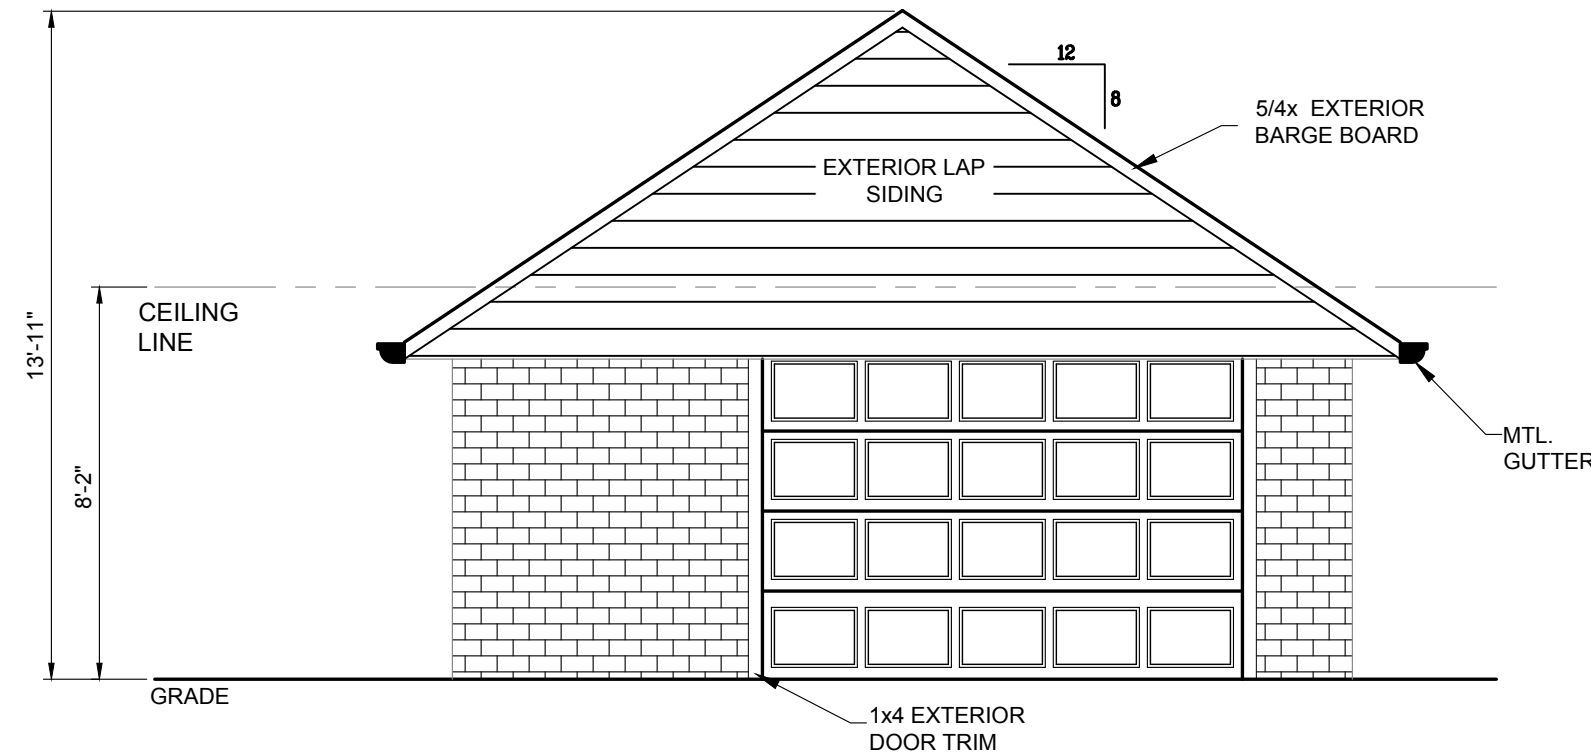 12
8
5/4x EXTERIOR
BARGE BOARD
EXTERIOR LAP
SIDING
13'-11"
CEILING
LINE
8'-2"
MTL.
GUTTER
GRADE
1x4 EXTERIOR
DOOR TRIM